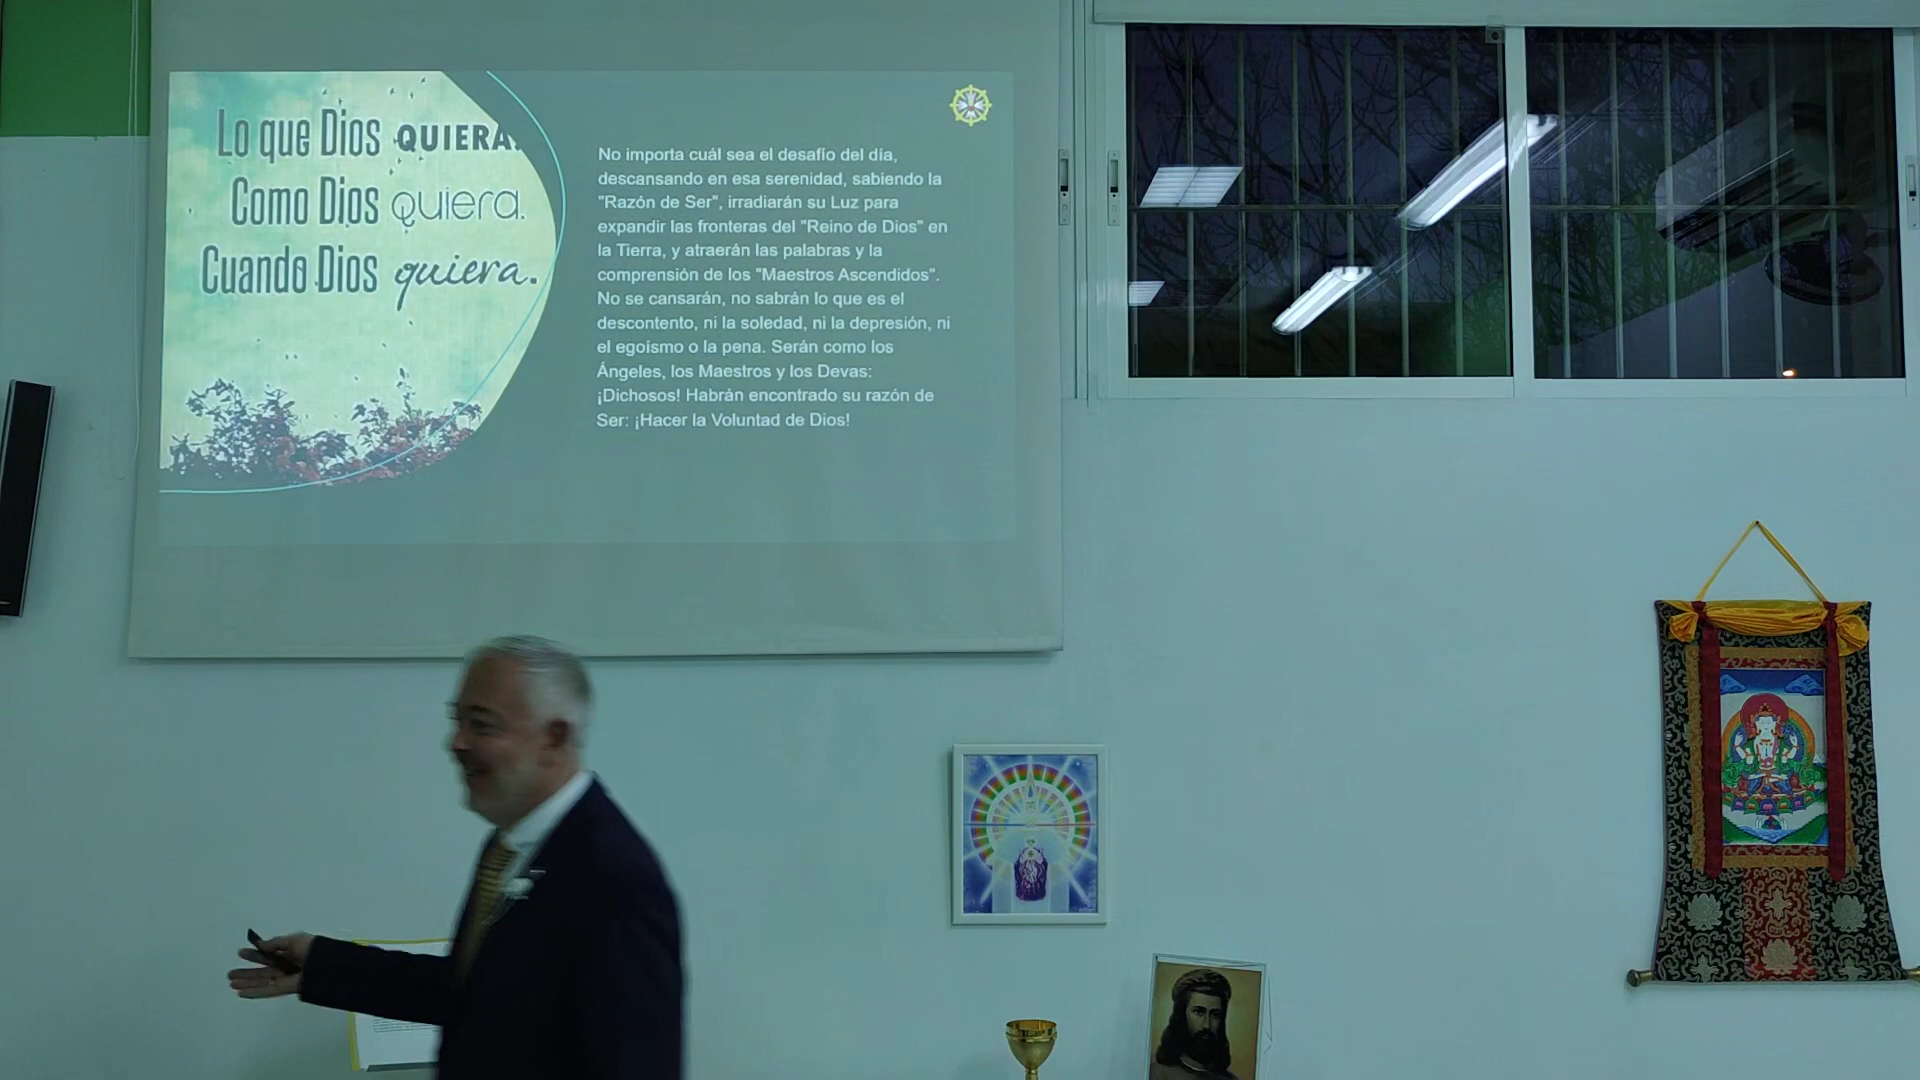 Lo que Dios QUIERA.
Como Dios quiera.
Cuando Dios quiera.
No importa cuál sea el desafío del día,
descansando en esa serenidad, sabiendo la
"Razón de Ser", irradiarán su Luz para
expandir las fronteras del "Reino de Dios" en
la Tierra, y atraerán las palabras y la
comprensión de los "Maestros Ascendidos".
No se cansarán, no sabrán lo que es el
descontento, ni la soledad, ni la depresión, ni
el egoísmo o la pena. Serán como los
Ángeles, los Maestros y los Devas:
¡Dichosos! Habrán encontrado su razón de
Ser: ¡Hacer la Voluntad de Dios!